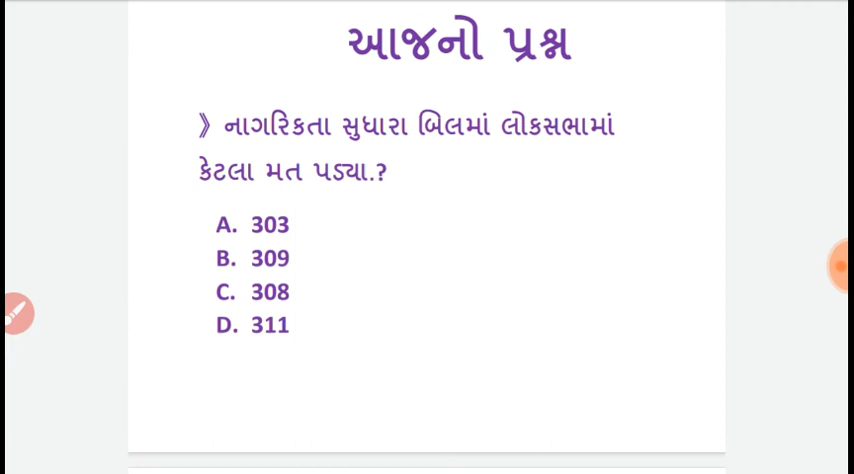 આજનો પ્રશ્ન
》નાગરિકતા સુધારા બિલમાં લોકસભામાં
કેટલા મત પડ્યા.?
A. 303
B. 309
C. 308
D. 311